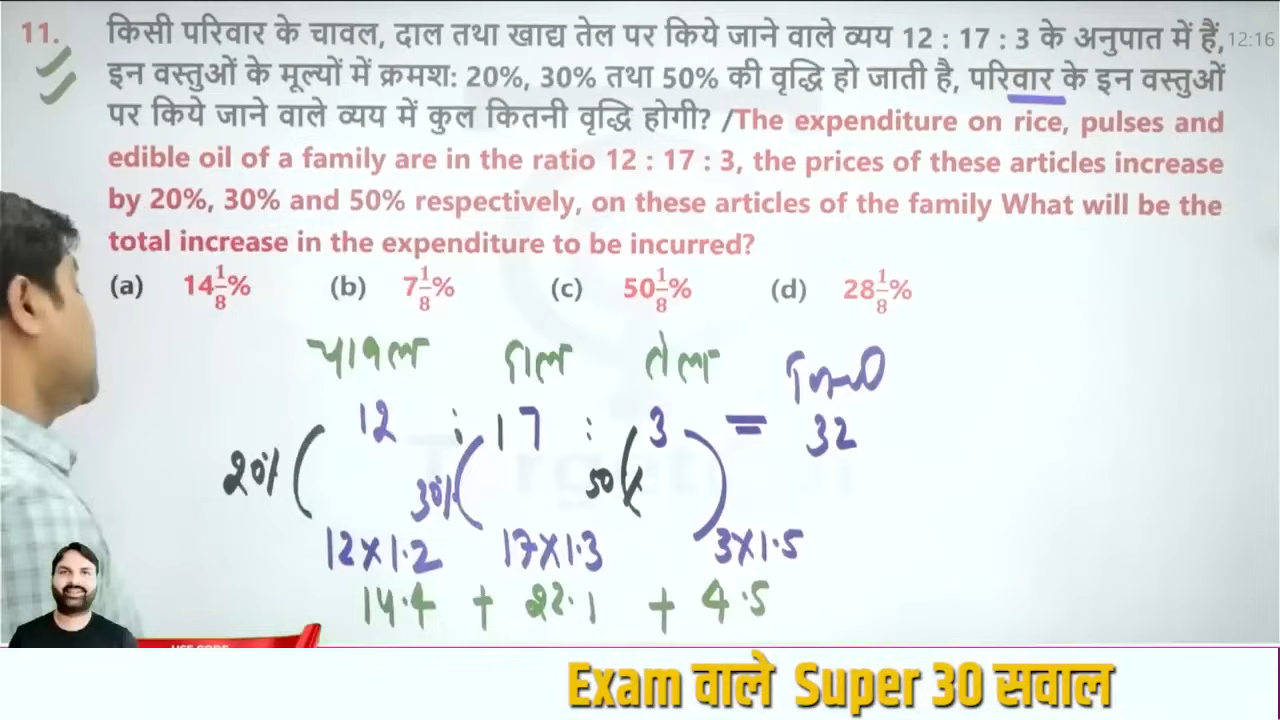 11. किसी परिवार के चावल, दाल तथा खाद्य तेल पर किये जाने वाले व्यय 12 : 17 : 3 के अनुपात में हैं, 12:16
इन वस्तुओं के मूल्यों में क्रमश: 20%, 30% तथा 50% की वृद्धि हो जाती है, परिवार के इन वस्तुओं
पर किये जाने वाले व्यय में कुल कितनी वृद्धि होगी? /The expenditure on rice, pulses and
edible oil of a family are in the ratio 12 : 17 : 3, the prices of these articles increase
by 20%, 30% and 50% respectively, on these articles of the family What will be the
total increase in the expenditure to be incurred?
(a) 14 1/8% (b) 7 1/8% (c) 50 1/8% (d) 28 1/8%
चावल दाल तेल Total
12 : 17 : 3 = 32
20% 30% 50%
12×1.2 17×1.3 3×1.5
14.4 + 22.1 + 4.5
Exam वाले Super 30 सवाल